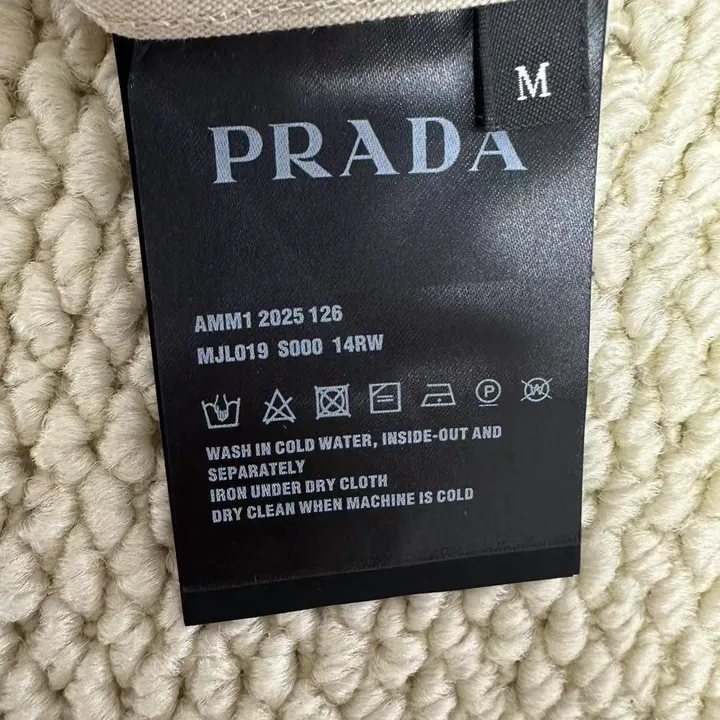 M
PRADA
AMM1 2025 126
MJL019 S000 14RW
P
W
WASH IN COLD WATER, INSIDE-OUT AND
SEPARATELY
IRON UNDER DRY CLOTH
DRY CLEAN WHEN MACHINE IS COLD